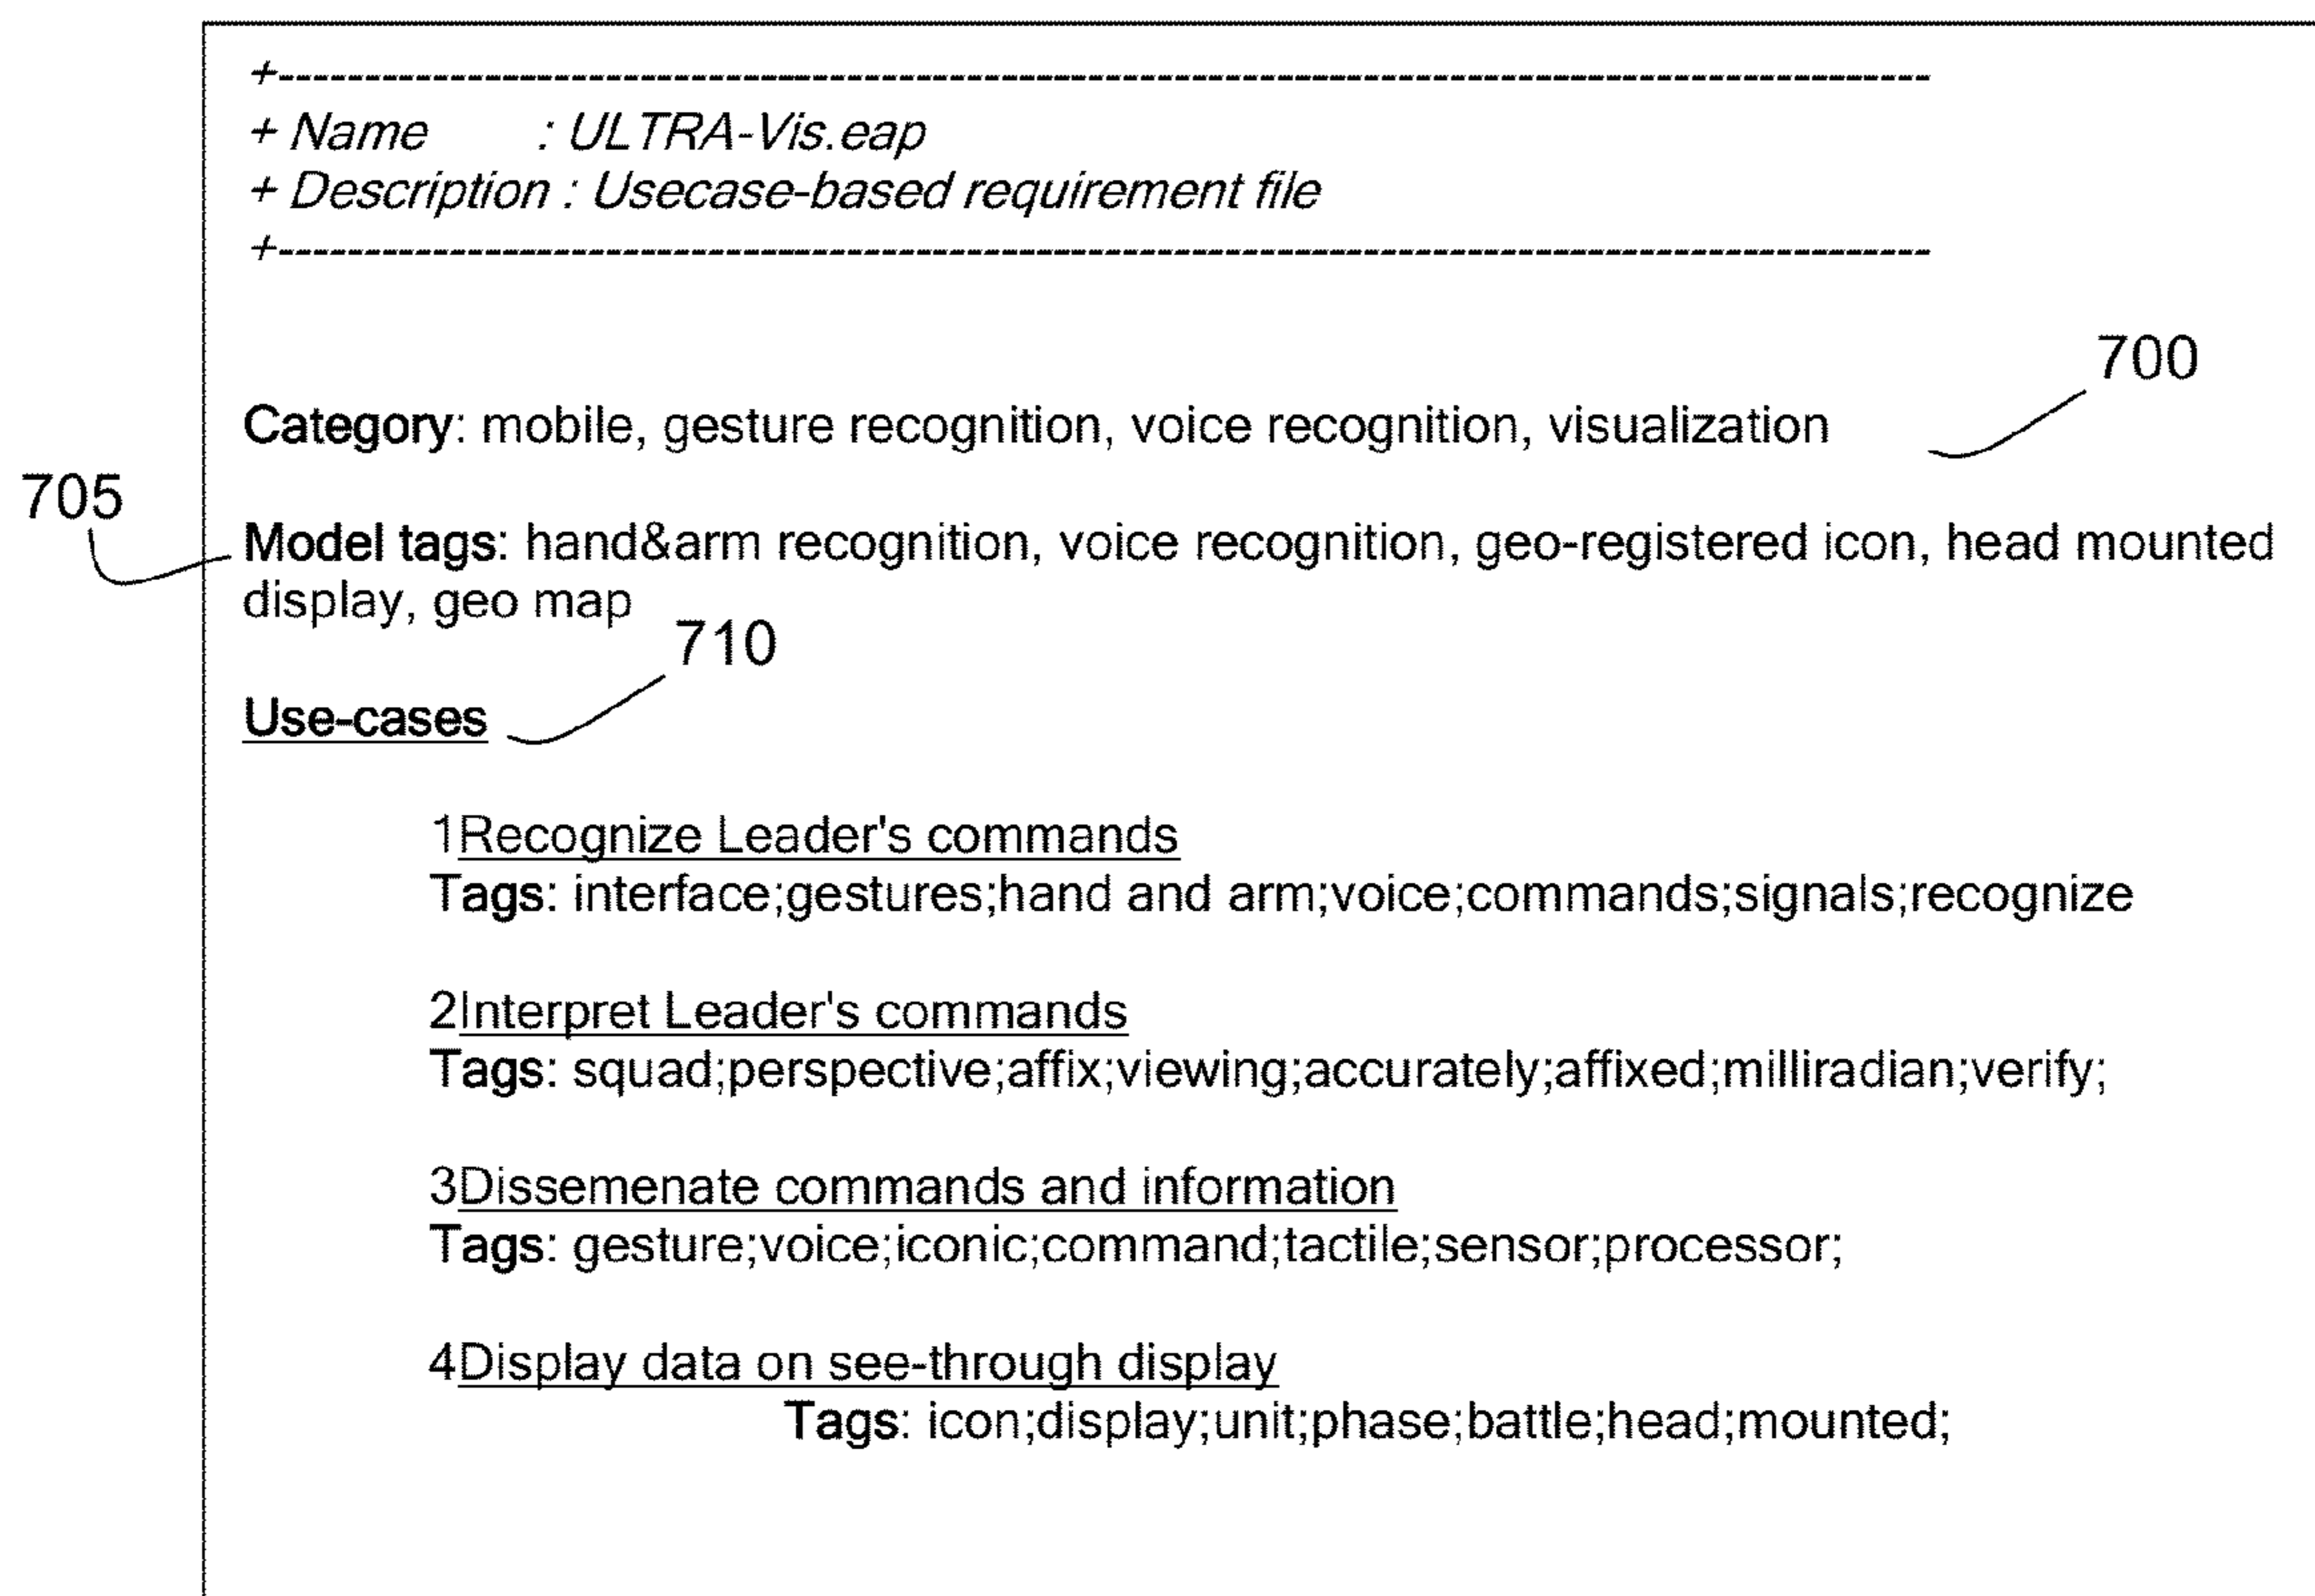 +------------------------------------------------------------------------------------------------
+ Name : ULTRA-Vis.eap
+ Description : Usecase-based requirement file
+------------------------------------------------------------------------------------------------
700
Category: mobile, gesture recognition, voice recognition, visualization
705
Model tags: hand&arm recognition, voice recognition, geo-registered icon, head mounted
display, geo map
710
Use-cases
1Recognize Leader's commands
Tags: interface;gestures;hand and arm;voice;commands;signals;recognize
2Interpret Leader's commands
Tags: squad;perspective;affix;viewing;accurately;affixed;milliradian;verify;
3Dissemenate commands and information
Tags: gesture;voice;iconic;command;tactile;sensor;processor;
4Display data on see-through display
Tags: icon;display;unit;phase;battle;head;mounted;